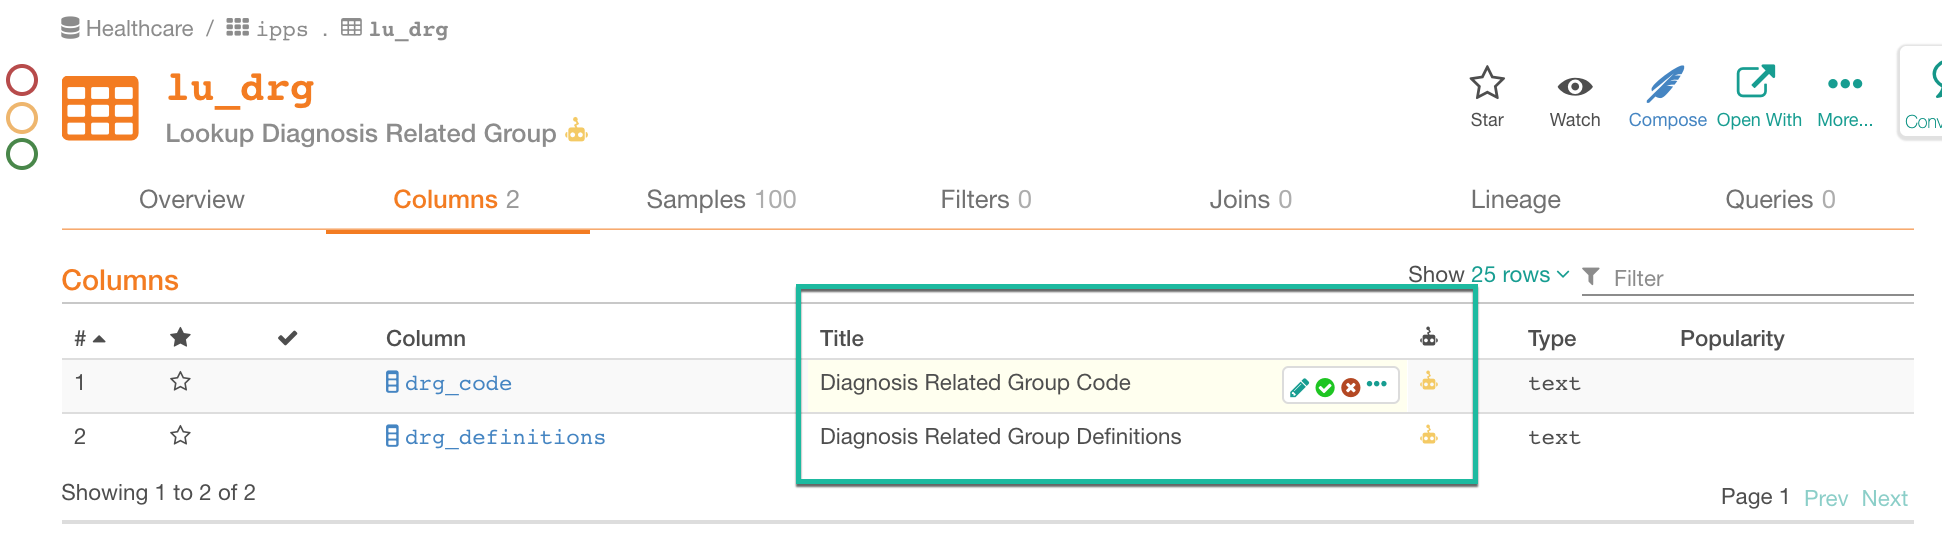 Healthcare / ipps . lu_drg
lu_drg
Lookup Diagnosis Related Group
Star Watch Compose Open With More...
Overview Columns 2 Samples 100 Filters 0 Joins 0 Lineage Queries 0
Columns
Show 25 rows Filter
# Column Title Type Popularity
1 drg_code Diagnosis Related Group Code text
2 drg_definitions Diagnosis Related Group Definitions text
Showing 1 to 2 of 2
Page 1 Prev Next